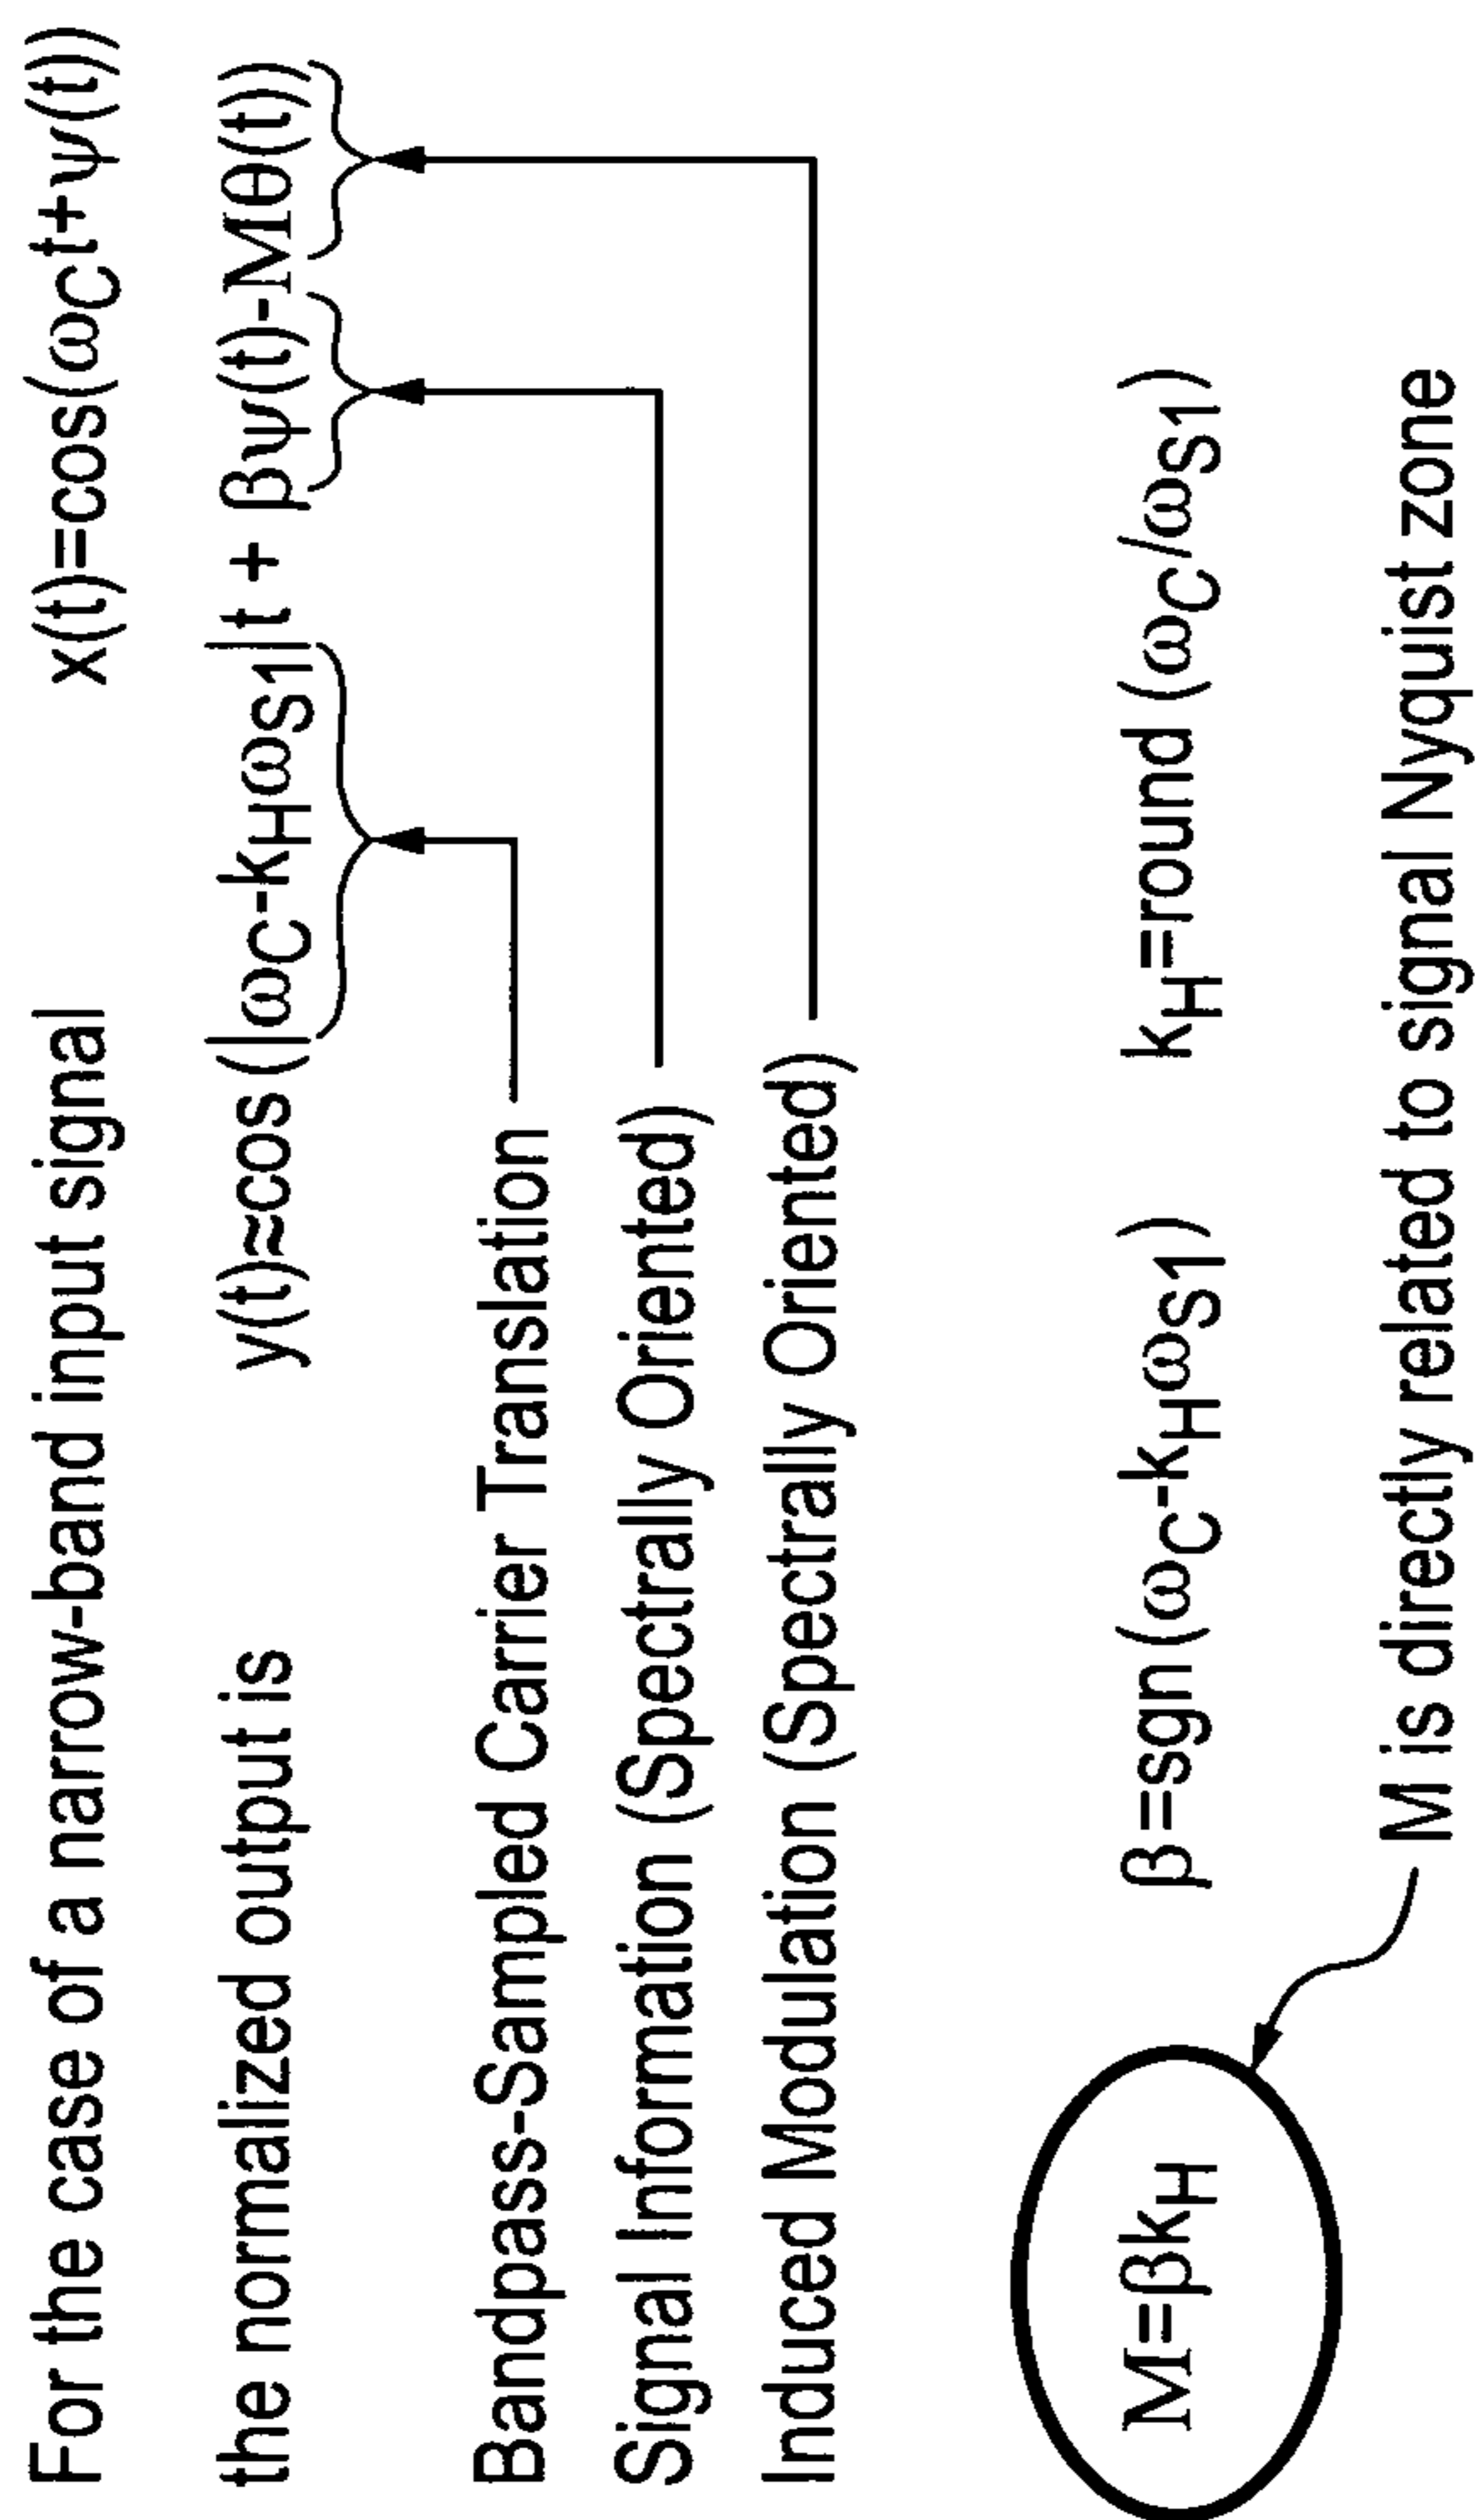 For the case of a narrow-band input signal x(t)=cos(ωCt+ψ(t))
the normalized output is y(t)≈cos(|ωC-kHωS1|t + βψ(t)-Mθ(t))
Bandpass-Sampled Carrier Translation
Signal Information (Spectrally Oriented)
Induced Modulation (Spectrally Oriented)
M=βkH β=sgn(ωC-kHωS1) kH=round (ωC/ωS1)
M is directly related to signal Nyquist zone